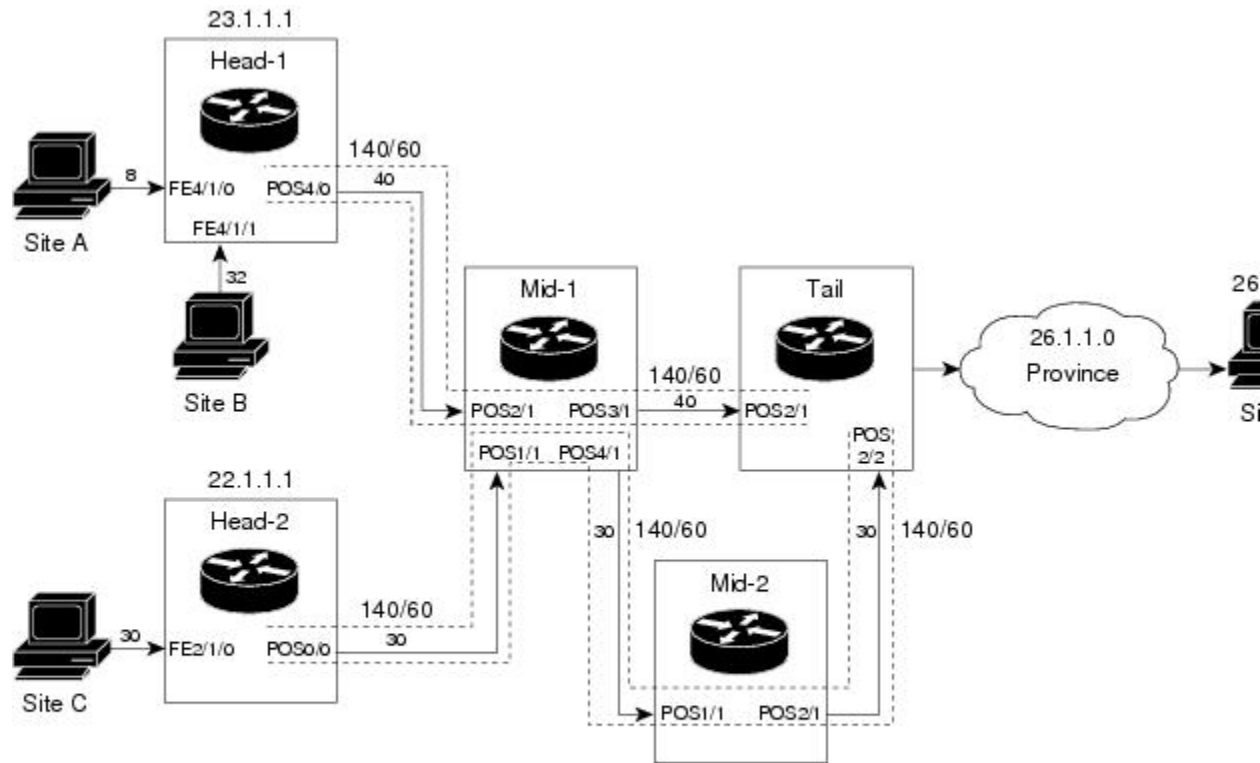 23.1.1.1
Head-1
140/60
8
FE4/1/0
POS4/0
40
Site A
FE4/1/1
32
Site B
Mid-1
Tail
26
26.1.1.0
Province
140/60
POS2/1
POS3/1
40
POS2/1
POS1/1
POS4/1
POS
2/2
22.1.1.1
Head-2
30
140/60
30
140/60
Mid-2
140/60
30
FE2/1/0
POS0/0
30
Site C
POS1/1
POS2/1